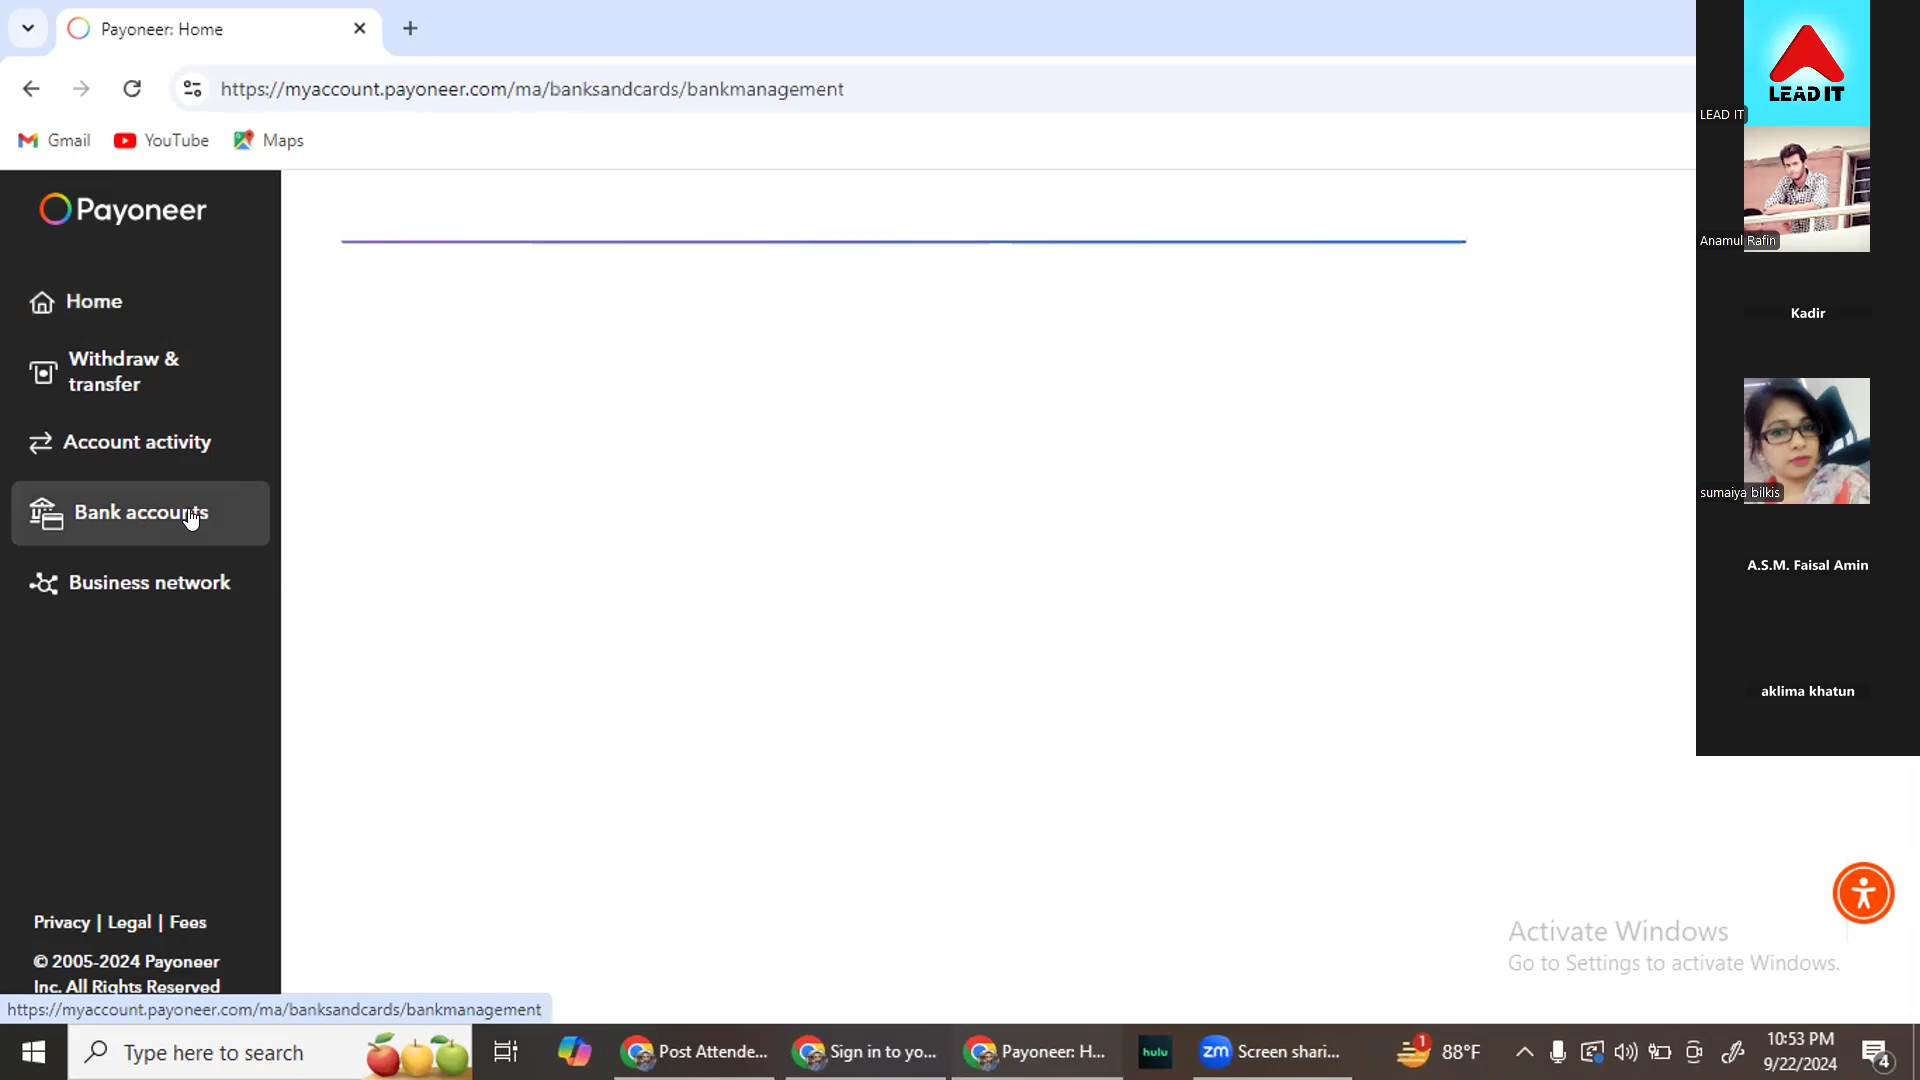 Payoneer: Home
https://myaccount.payoneer.com/ma/banksandcards/bankmanagement
Gmail
YouTube
Maps
Payoneer
Home
Withdraw &
transfer
Account activity
Bank accounts
Business network
Privacy | Legal | Fees
© 2005-2024 Payoneer
Inc. All Rights Reserved
https://myaccount.payoneer.com/ma/banksandcards/bankmanagement
LEAD IT
LEAD IT
Anamul Rafin
Kadir
sumaiya bilkis
A.S.M. Faisal Amin
aklima khatun
Activate Windows
Go to Settings to activate Windows.
Type here to search
Post Attende...
Sign in to yo...
Payoneer: H...
hulu
zm
Screen shari...
1
88°F
10:53 PM
9/22/2024
4